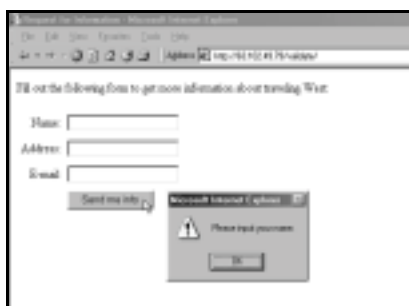 Request for Information - Microsoft Internet Explorer
File Edit View Favorites Tools Help
Address
Fill out the following form to get more information about traveling West:
Name:
Address:
E-mail:
Send me info
Microsoft Internet Explorer
Please input your name.
OK